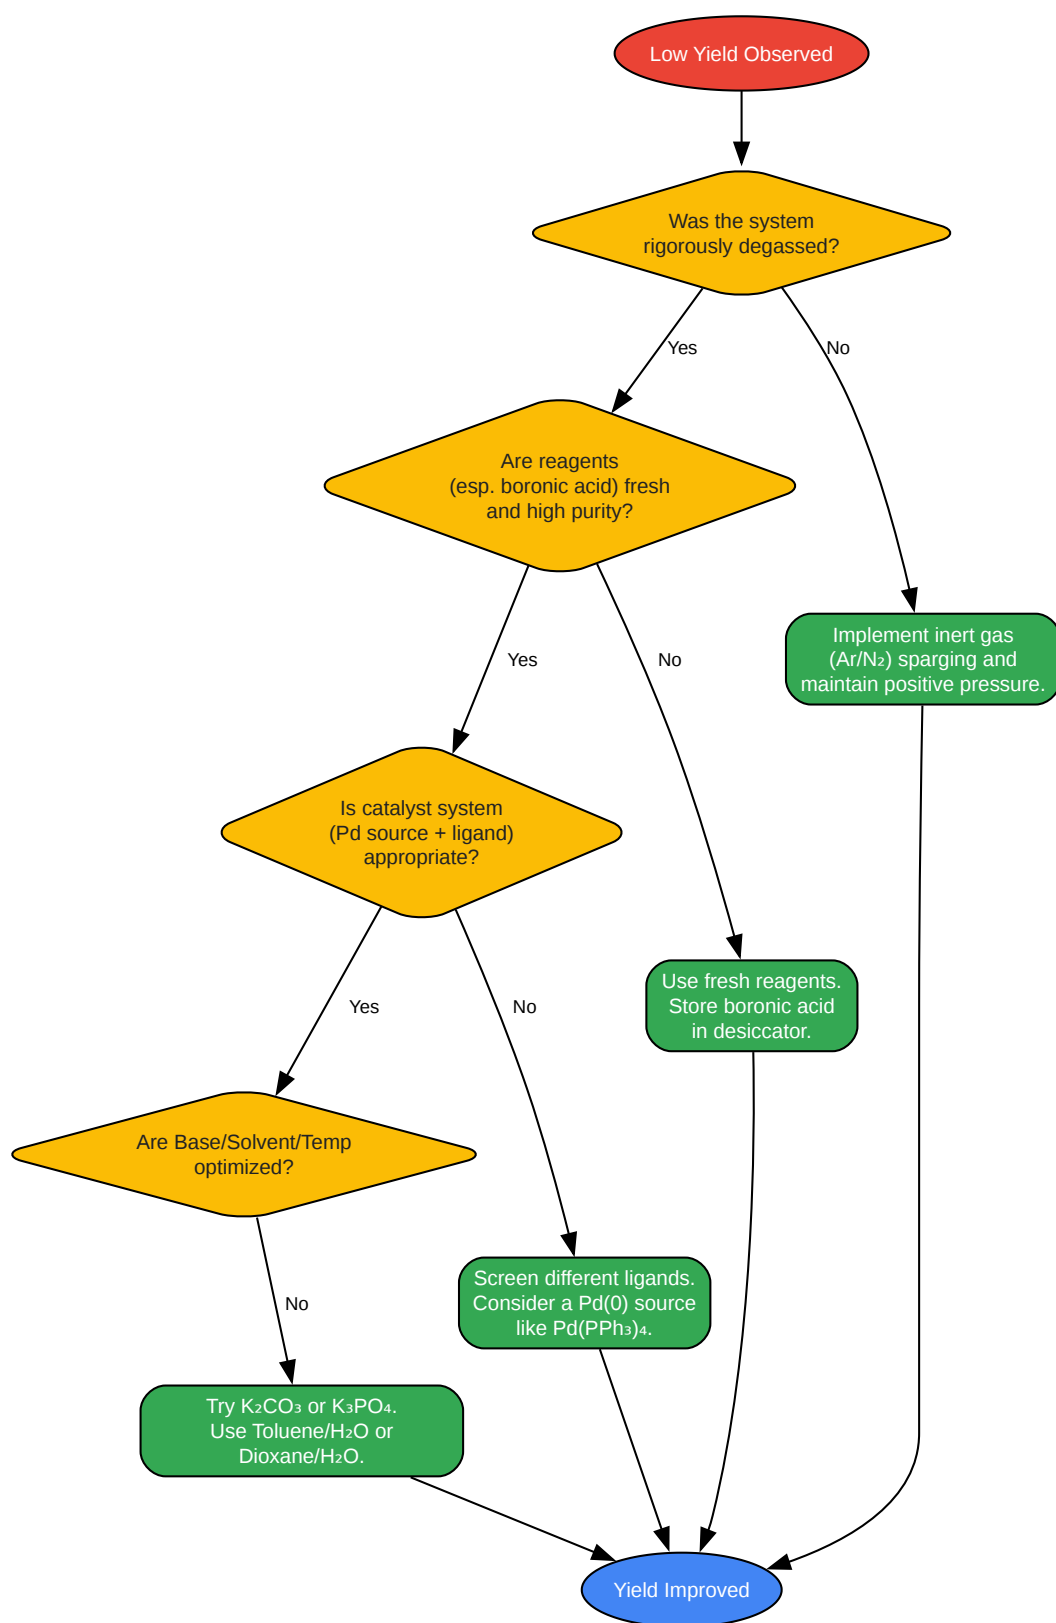 Low Yield Observed
Was the system
rigorously degassed?
Yes
No
Are reagents
(esp. boronic acid) fresh
and high purity?
Yes
No
Implement inert gas
(Ar/N₂) sparging and
maintain positive pressure.
Is catalyst system
(Pd source + ligand)
appropriate?
Yes
No
Use fresh reagents.
Store boronic acid
in desiccator.
Are Base/Solvent/Temp
optimized?
No
Screen different ligands.
Consider a Pd(0) source
like Pd(PPh₃)₄.
Try K₂CO₃ or K₃PO₄.
Use Toluene/H₂O or
Dioxane/H₂O.
Yield Improved